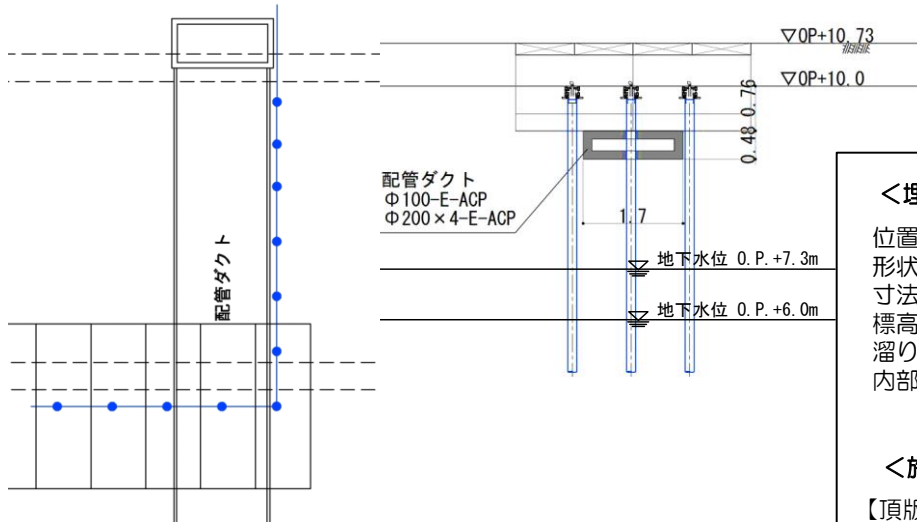 配管ダクト
▽OP+10.73
▽OP+10.0
0.76
0.48
配管ダクト
Φ100-E-ACP
Φ200×4-E-ACP
1.7
地下水位 O.P.+7.3m
地下水位 O.P.+6.0m
位置
形状
寸法
標高
溜り
内部
【頂版